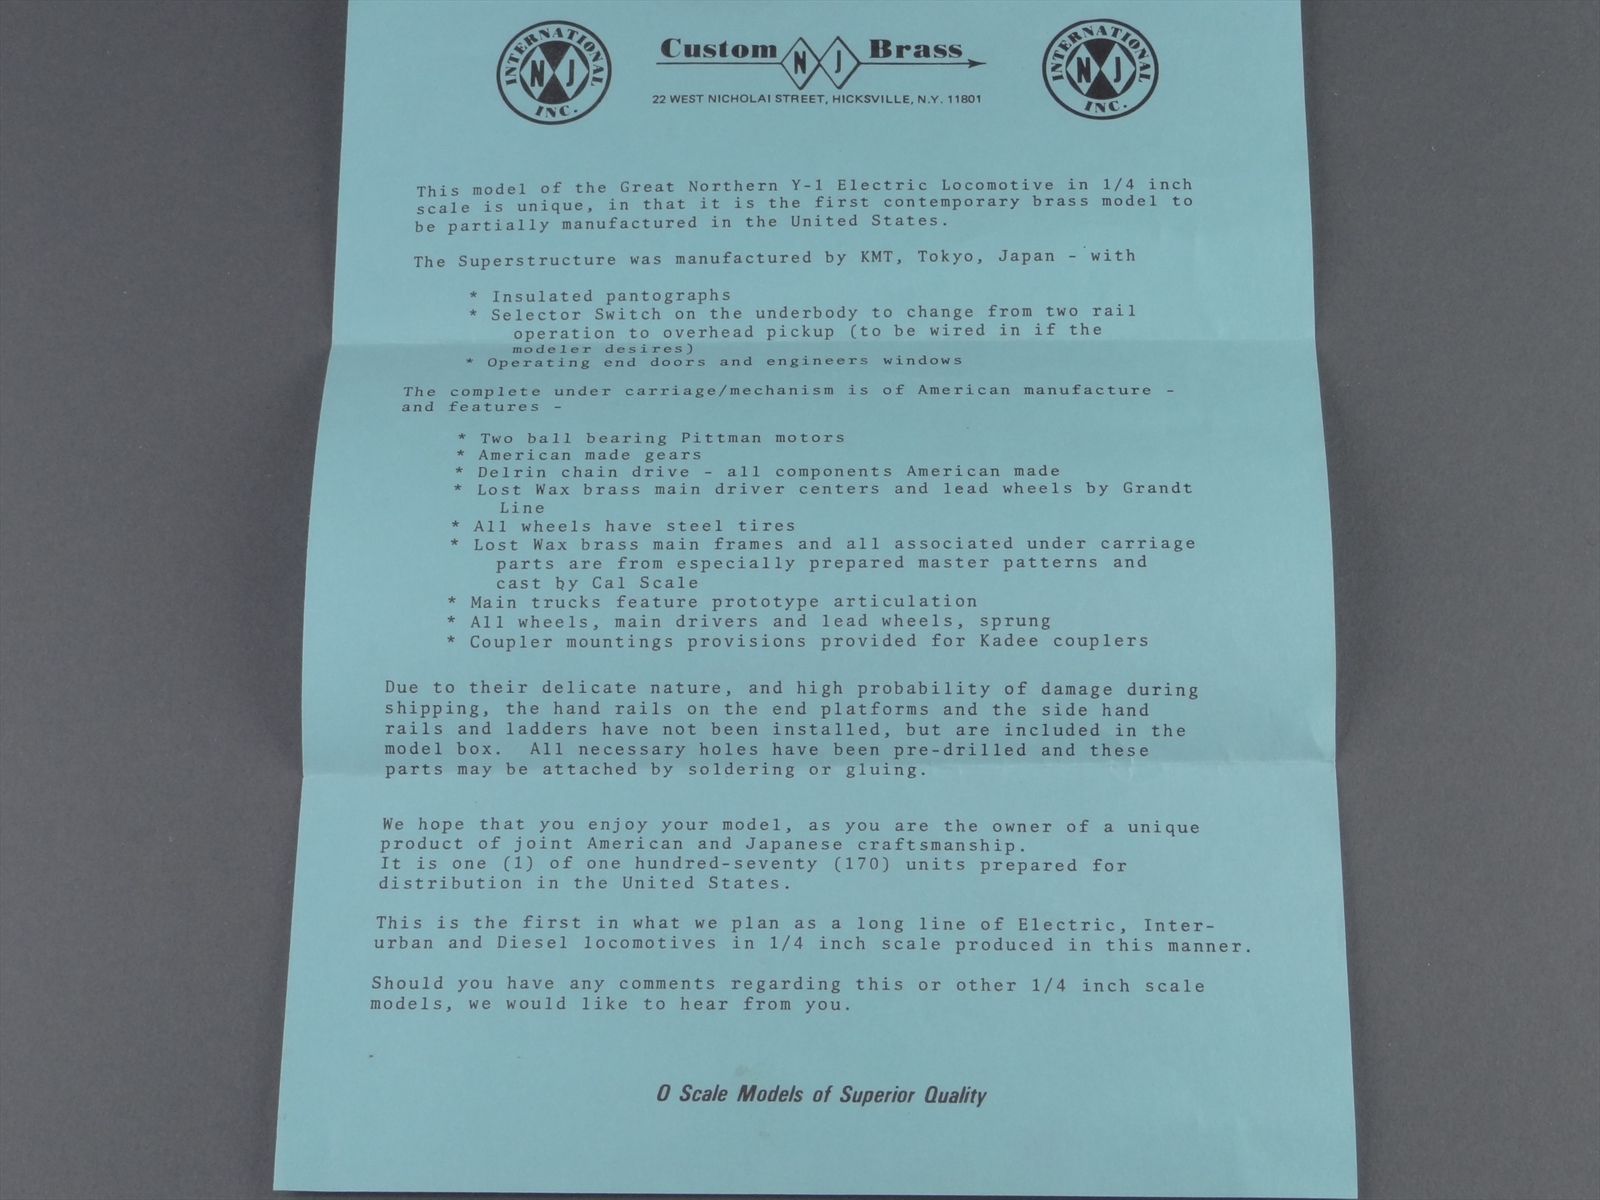 INTERNATIONAL NJ INC.
Custom NJ Brass
22 WEST NICHOLAI STREET, HICKSVILLE, N.Y. 11801
INTERNATIONAL NJ INC.
This model of the Great Northern Y-1 Electric Locomotive in 1/4 inch
scale is unique, in that it is the first contemporary brass model to
be partially manufactured in the United States.
The Superstructure was manufactured by KMT, Tokyo, Japan - with
* Insulated pantographs
* Selector Switch on the underbody to change from two rail
operation to overhead pickup (to be wired in if the
modeler desires)
* Operating end doors and engineers windows
The complete under carriage/mechanism is of American manufacture -
and features -
* Two ball bearing Pittman motors
* American made gears
* Delrin chain drive - all components American made
* Lost Wax brass main driver centers and lead wheels by Grandt
Line
* All wheels have steel tires
* Lost Wax brass main frames and all associated under carriage
parts are from especially prepared master patterns and
cast by Cal Scale
* Main trucks feature prototype articulation
* All wheels, main drivers and lead wheels, sprung
* Coupler mountings provisions provided for Kadee couplers
Due to their delicate nature, and high probability of damage during
shipping, the hand rails on the end platforms and the side hand
rails and ladders have not been installed, but are included in the
model box. All necessary holes have been pre-drilled and these
parts may be attached by soldering or gluing.
We hope that you enjoy your model, as you are the owner of a unique
product of joint American and Japanese craftsmanship.
It is one (1) of one hundred-seventy (170) units prepared for
distribution in the United States.
This is the first in what we plan as a long line of Electric, Inter-
urban and Diesel locomotives in 1/4 inch scale produced in this manner.
Should you have any comments regarding this or other 1/4 inch scale
models, we would like to hear from you.
O Scale Models of Superior Quality